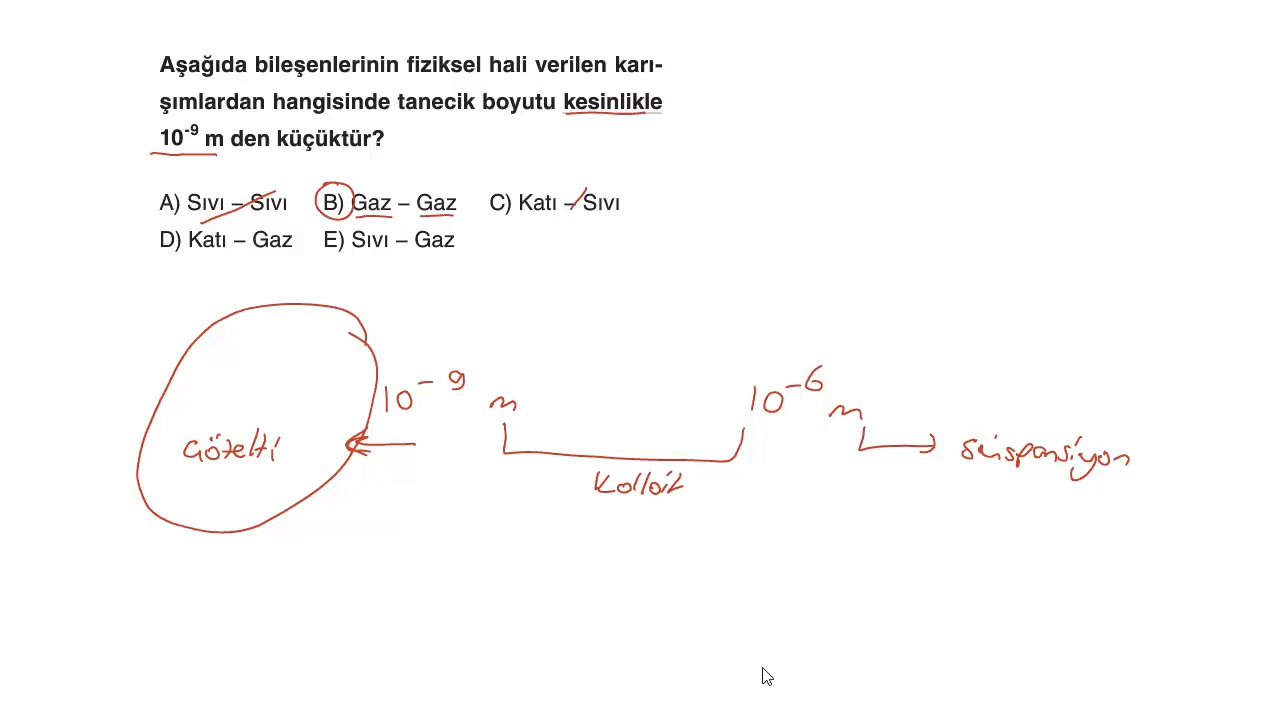 Aşağıda bileşenlerinin fiziksel hali verilen karı-
şımlardan hangisinde tanecik boyutu kesinlikle
10⁻⁹ m den küçüktür?
A) Sıvı – Sıvı B) Gaz – Gaz C) Katı – Sıvı
D) Katı – Gaz E) Sıvı – Gaz
10⁻⁹ m 10⁻⁶ m
Çözelti Süspansiyon
Kolloit